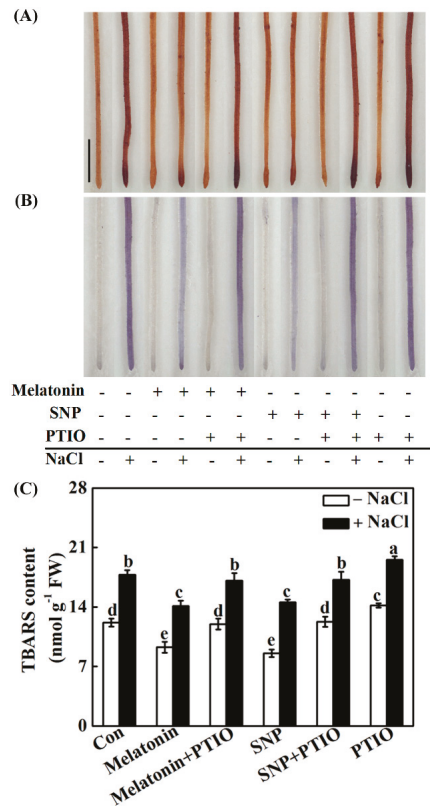 (A)
(B)
Melatonin - - + + + + - - - - - -
SNP - - - - - - + + + + - -
PTIO - - - - + + - - + + + +
NaCl - + - + - + - + - + - +
(C)
28
21
14
7
0
TBARS content
(nmol g⁻¹ FW)
– NaCl
+ NaCl
d b e c d b e c d b c a
Con
Melatonin
Melatonin+PTIO
SNP
SNP+PTIO
PTIO